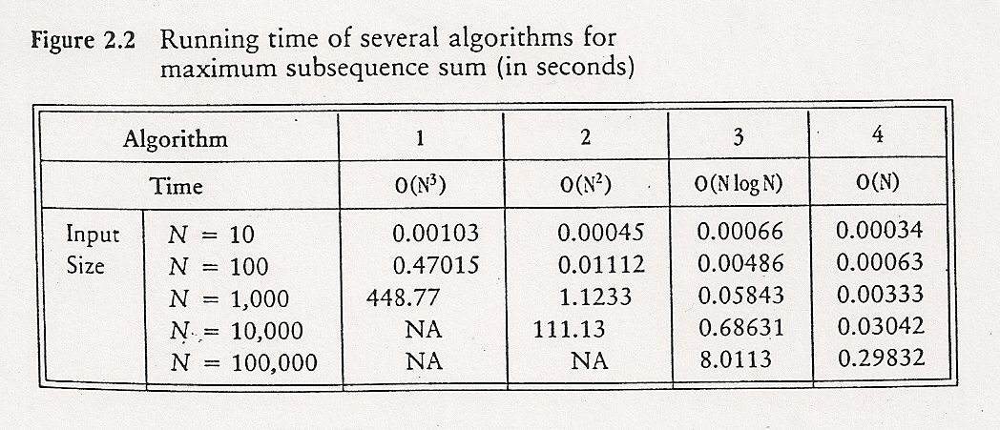 Figure 2.2 Running time of several algorithms for
maximum subsequence sum (in seconds)
Algorithm 1 2 3 4
Time O(N³) O(N²) O(N log N) O(N)
Input N = 10 0.00103 0.00045 0.00066 0.00034
Size N = 100 0.47015 0.01112 0.00486 0.00063
N = 1,000 448.77 1.1233 0.05843 0.00333
N = 10,000 NA 111.13 0.68631 0.03042
N = 100,000 NA NA 8.0113 0.29832